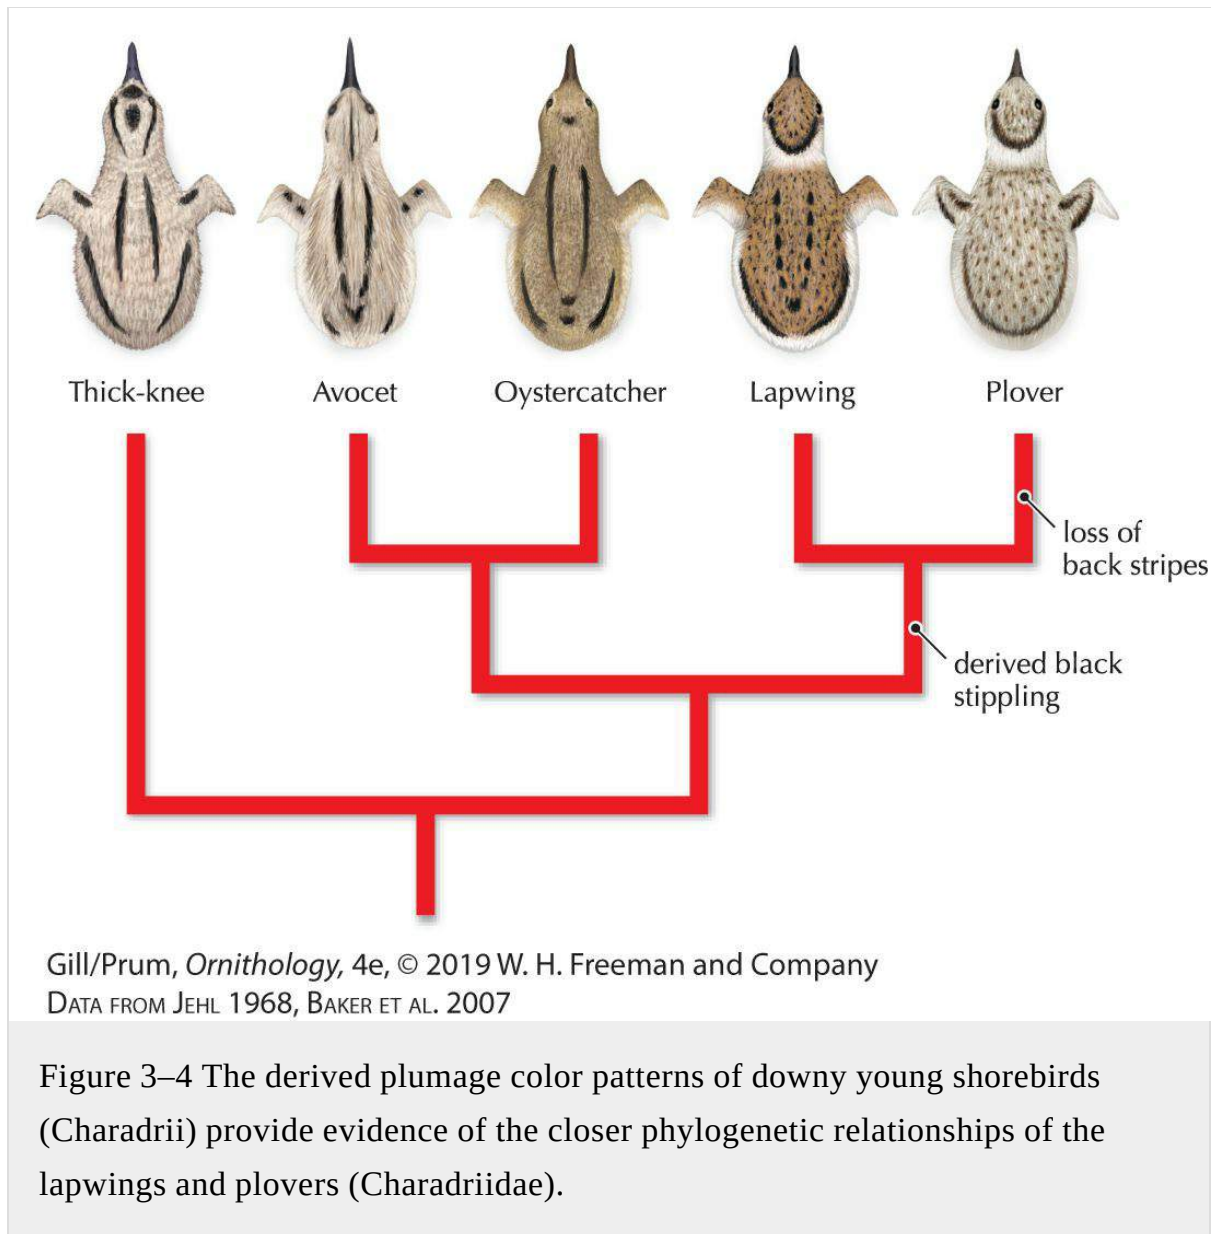 Thick-knee
Avocet
Oystercatcher
Lapwing
Plover
loss of
back stripes
derived black
stippling
Gill/Prum, Ornithology, 4e, © 2019 W. H. Freeman and Company
DATA FROM JEHL 1968, BAKER ET AL. 2007
Figure 3–4 The derived plumage color patterns of downy young shorebirds
(Charadrii) provide evidence of the closer phylogenetic relationships of the
lapwings and plovers (Charadriidae).